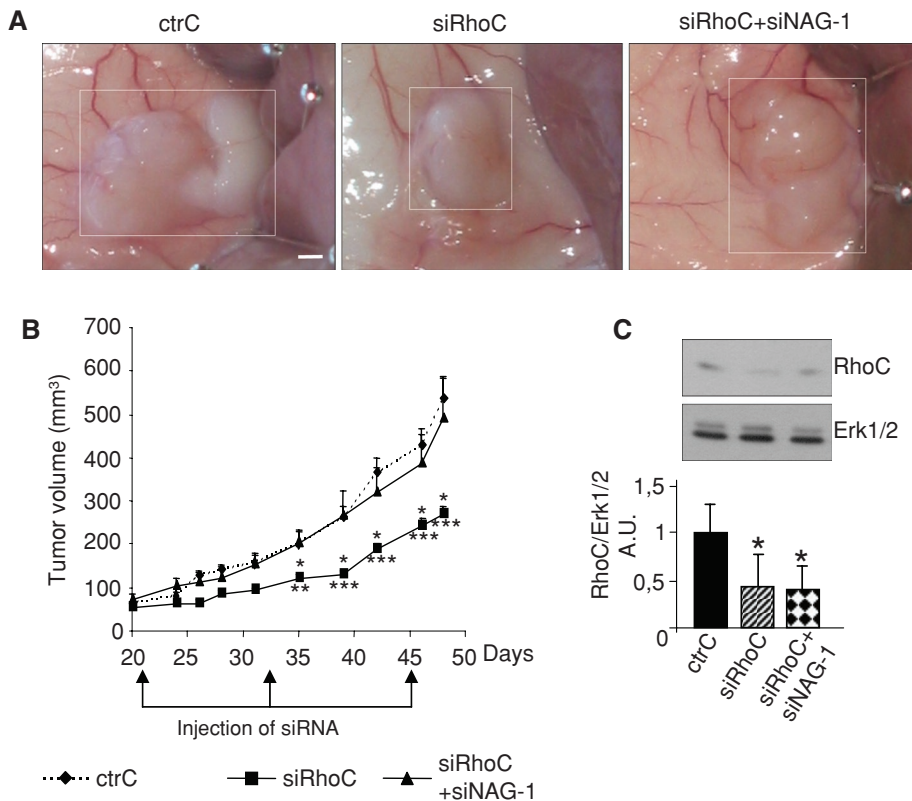 A
ctrC
siRhoC
siRhoC+siNAG-1
B
Tumor volume (mm³)
700
600
500
400
300
200
100
0
20
25
30
35
40
45
50
Days
*
**
*
***
*
***
*
***
*
***
Injection of siRNA
ctrC
siRhoC
siRhoC
+siNAG-1
C
RhoC
Erk1/2
RhoC/Erk1/2
A.U.
1,5
1
0,5
0
*
*
ctrC
siRhoC
siRhoC+
siNAG-1